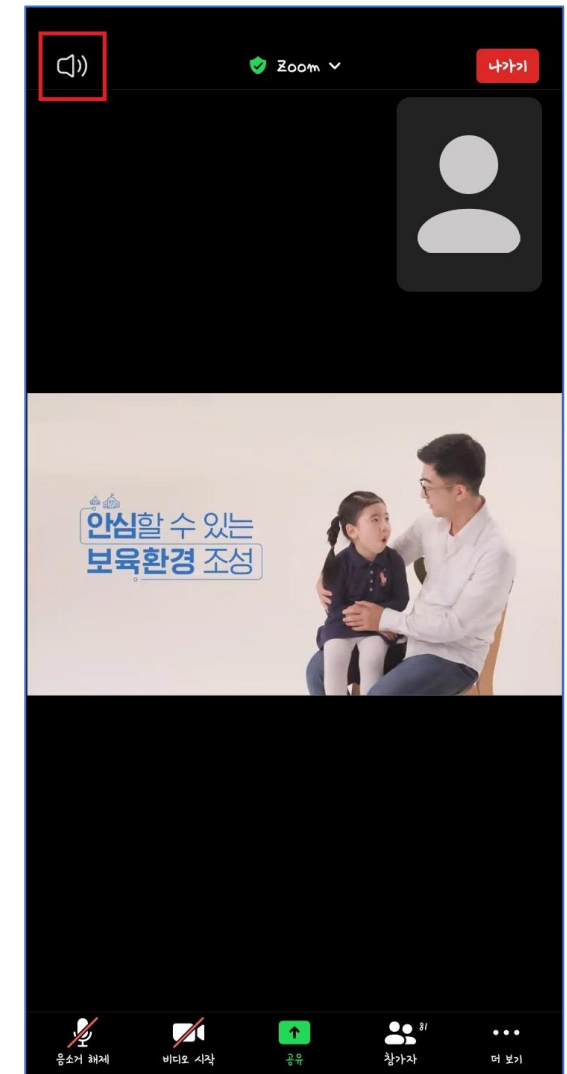 Zoom
나가기
안심할 수 있는
보육환경 조성
음소거 해제
비디오 시작
공유
참가자
81
더 보기